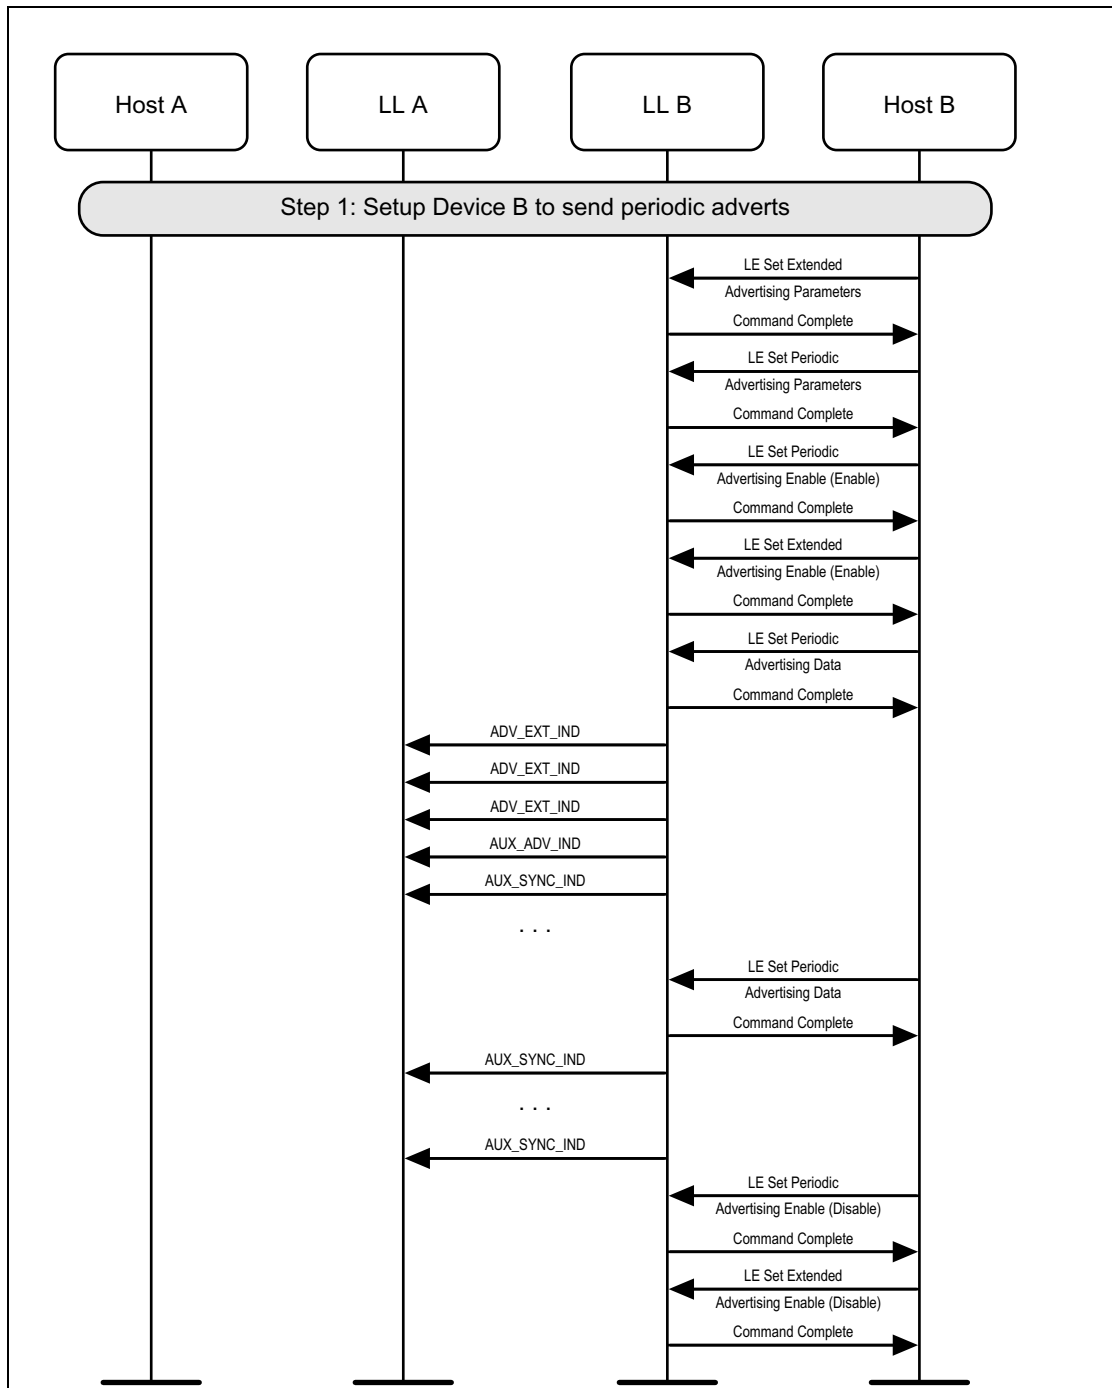 Host A
LL A
LL B
Host B
Step 1: Setup Device B to send periodic adverts
LE Set Extended
Advertising Parameters
Command Complete
LE Set Periodic
Advertising Parameters
Command Complete
LE Set Periodic
Advertising Enable (Enable)
Command Complete
LE Set Extended
Advertising Enable (Enable)
Command Complete
LE Set Periodic
Advertising Data
Command Complete
ADV_EXT_IND
ADV_EXT_IND
ADV_EXT_IND
AUX_ADV_IND
AUX_SYNC_IND
. . .
LE Set Periodic
Advertising Data
Command Complete
AUX_SYNC_IND
. . .
AUX_SYNC_IND
LE Set Periodic
Advertising Enable (Disable)
Command Complete
LE Set Extended
Advertising Enable (Disable)
Command Complete